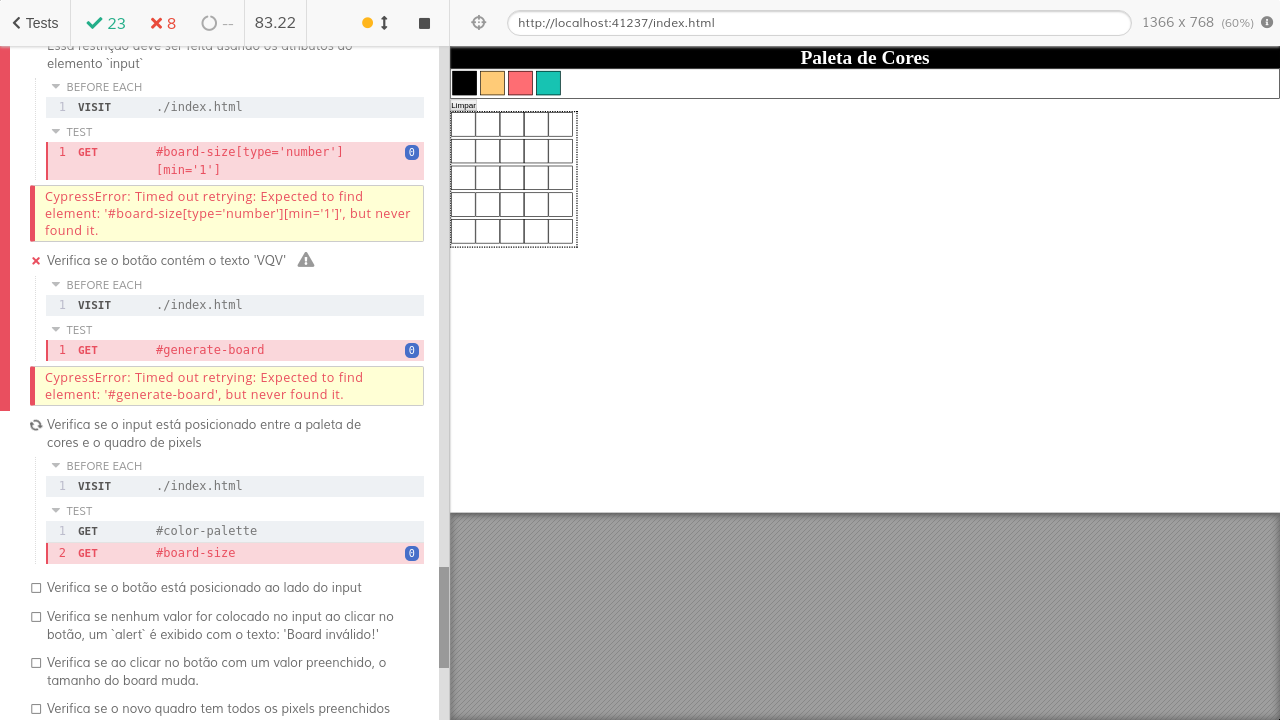 Tests
23
8
--
83.22
http://localhost:41237/index.html
1366 x 768 (60%)
Essa restrição deve ser feita usando os atributos do
elemento `input`
BEFORE EACH
1 VISIT ./index.html
TEST
1 GET #board-size[type='number']
[min='1'] 0
CypressError: Timed out retrying: Expected to find
element: '#board-size[type='number'][min='1']', but never
found it.
Verifica se o botão contém o texto 'VQV'
BEFORE EACH
1 VISIT ./index.html
TEST
1 GET #generate-board 0
CypressError: Timed out retrying: Expected to find
element: '#generate-board', but never found it.
Verifica se o input está posicionado entre a paleta de
cores e o quadro de pixels
BEFORE EACH
1 VISIT ./index.html
TEST
1 GET #color-palette
2 GET #board-size 0
Verifica se o botão está posicionado ao lado do input
Verifica se nenhum valor for colocado no input ao clicar no
botão, um `alert` é exibido com o texto: 'Board inválido!'
Verifica se ao clicar no botão com um valor preenchido, o
tamanho do board muda.
Verifica se o novo quadro tem todos os pixels preenchidos
Paleta de Cores
Limpar